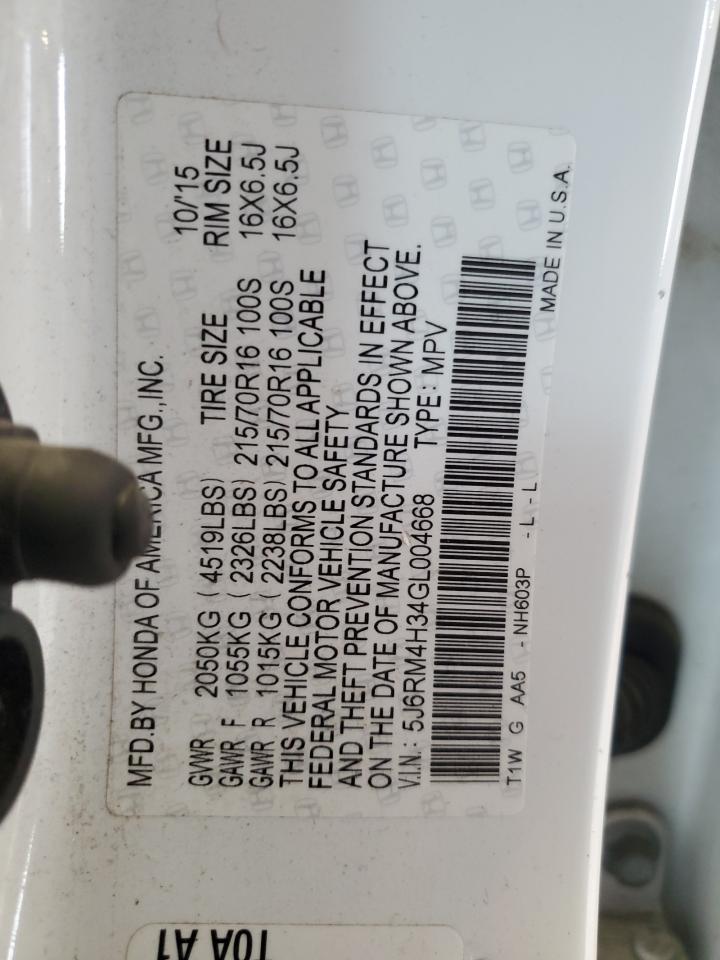 MFD. BY HONDA OF AMERICA MFG., INC. 10/'15
GVWR 2050KG (4519LBS) TIRE SIZE RIM SIZE
GAWR F 1055KG (2326LBS) 215/70R16 100S 16X6.5J
GAWR R 1015KG (2238LBS) 215/70R16 100S 16X6.5J
THIS VEHICLE CONFORMS TO ALL APPLICABLE
FEDERAL MOTOR VEHICLE SAFETY
AND THEFT PREVENTION STANDARDS IN EFFECT
ON THE DATE OF MANUFACTURE SHOWN ABOVE.
V.I.N.: 5J6RM4H34GL004668 TYPE: MPV
T1W G AA5 - NH603P - L - L
MADE IN U.S.A.
T0A A1